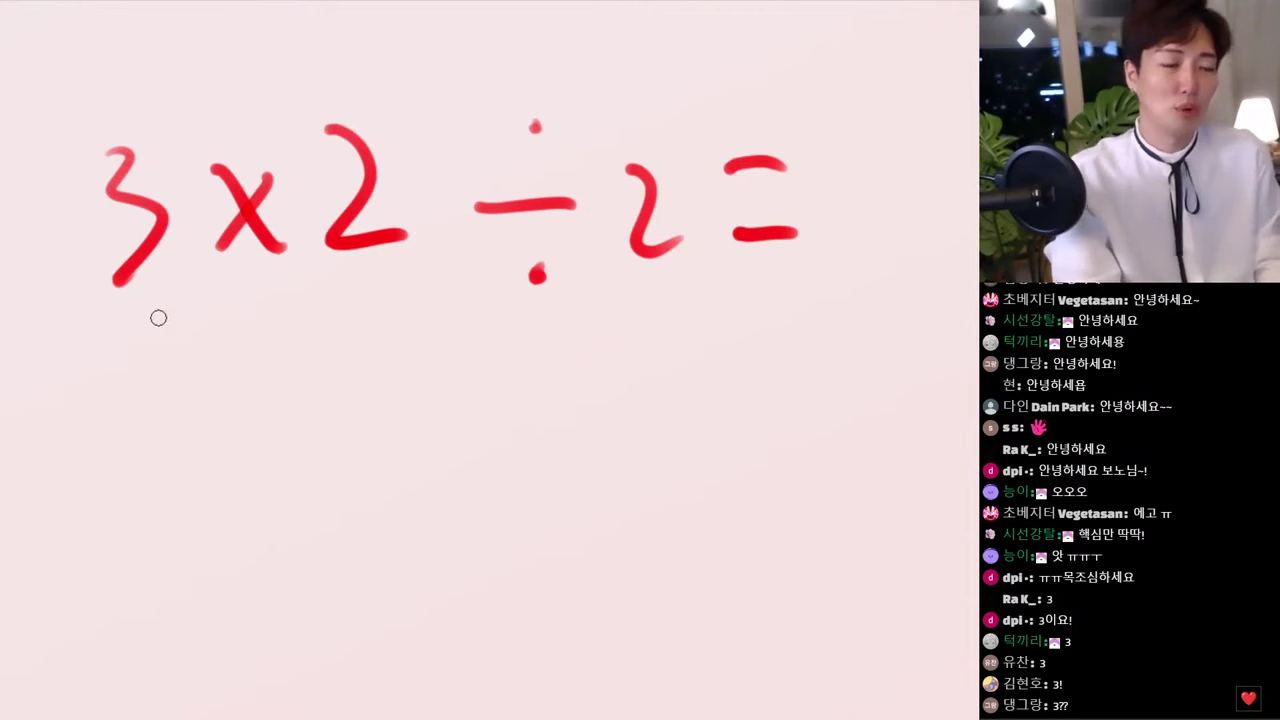 3 x 2 ÷ 2 =
초베지터 Vegetasan: 안녕하세요~
시선강탈: 안녕하세요
턱끼리: 안녕하세용
댕그랑: 안녕하세요!
현: 안녕하세욥
다인 Dain Park: 안녕하세요~~
s s:
Ra K_: 안녕하세요
dpi •: 안녕하세요 보노님~!
능이: 오오오
초베지터 Vegetasan: 에고 ㅠ
시선강탈: 핵심만 딱딱!
능이: 앗 ㅠㅠㅜ
dpi •: ㅠㅠ목조심하세요
Ra K_: 3
dpi •: 3이요!
턱끼리: 3
유찬: 3
김현호: 3!
댕그랑: 3??